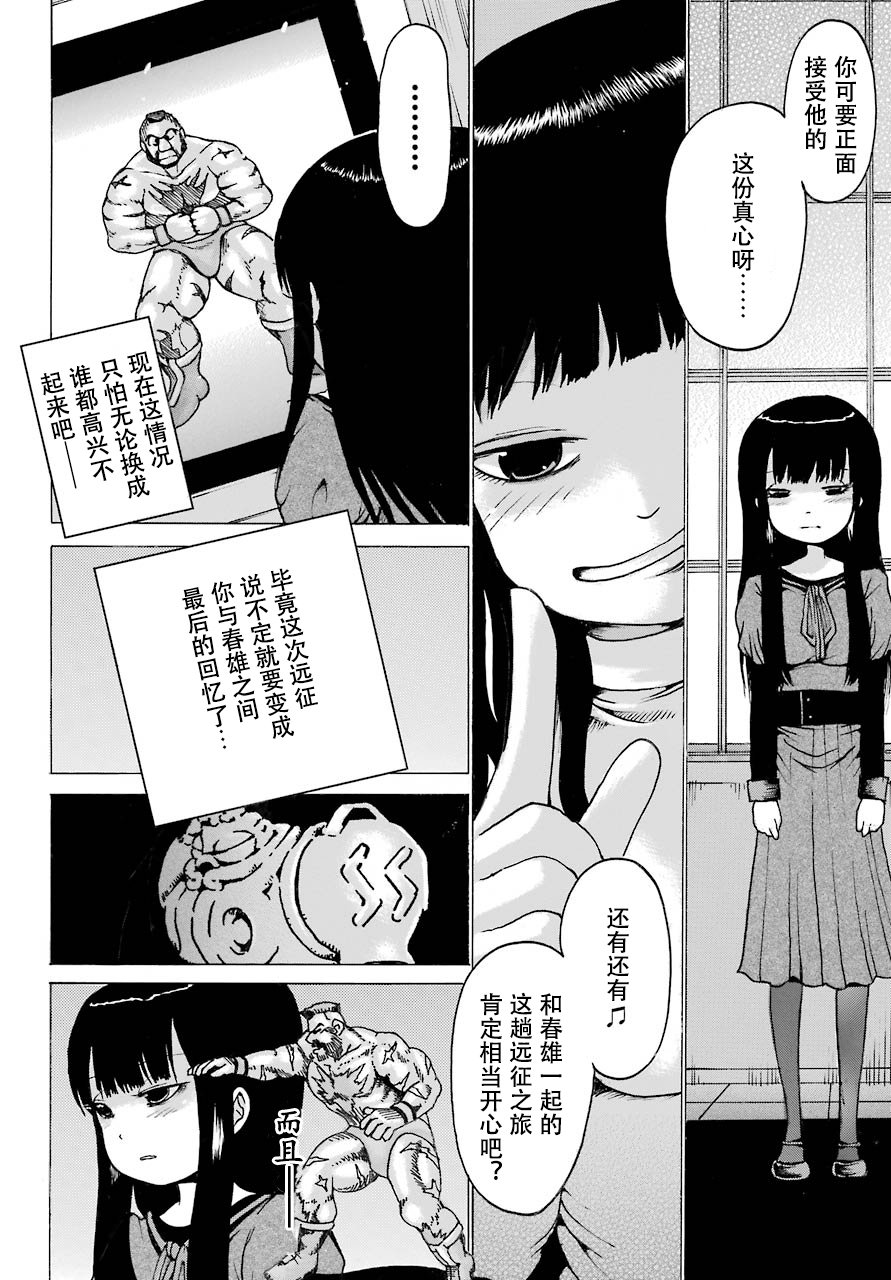 你可要正面
接受他的
这份真心呀……
还有还有♫
和春雄一起的
这趟远征之旅
肯定相当开心吧？
………
现在这情况
只怕无论换成
谁都高兴不
起来吧——
毕竟这次远征
说不定就要变成
你与春雄之间
最后的回忆了…
而且——